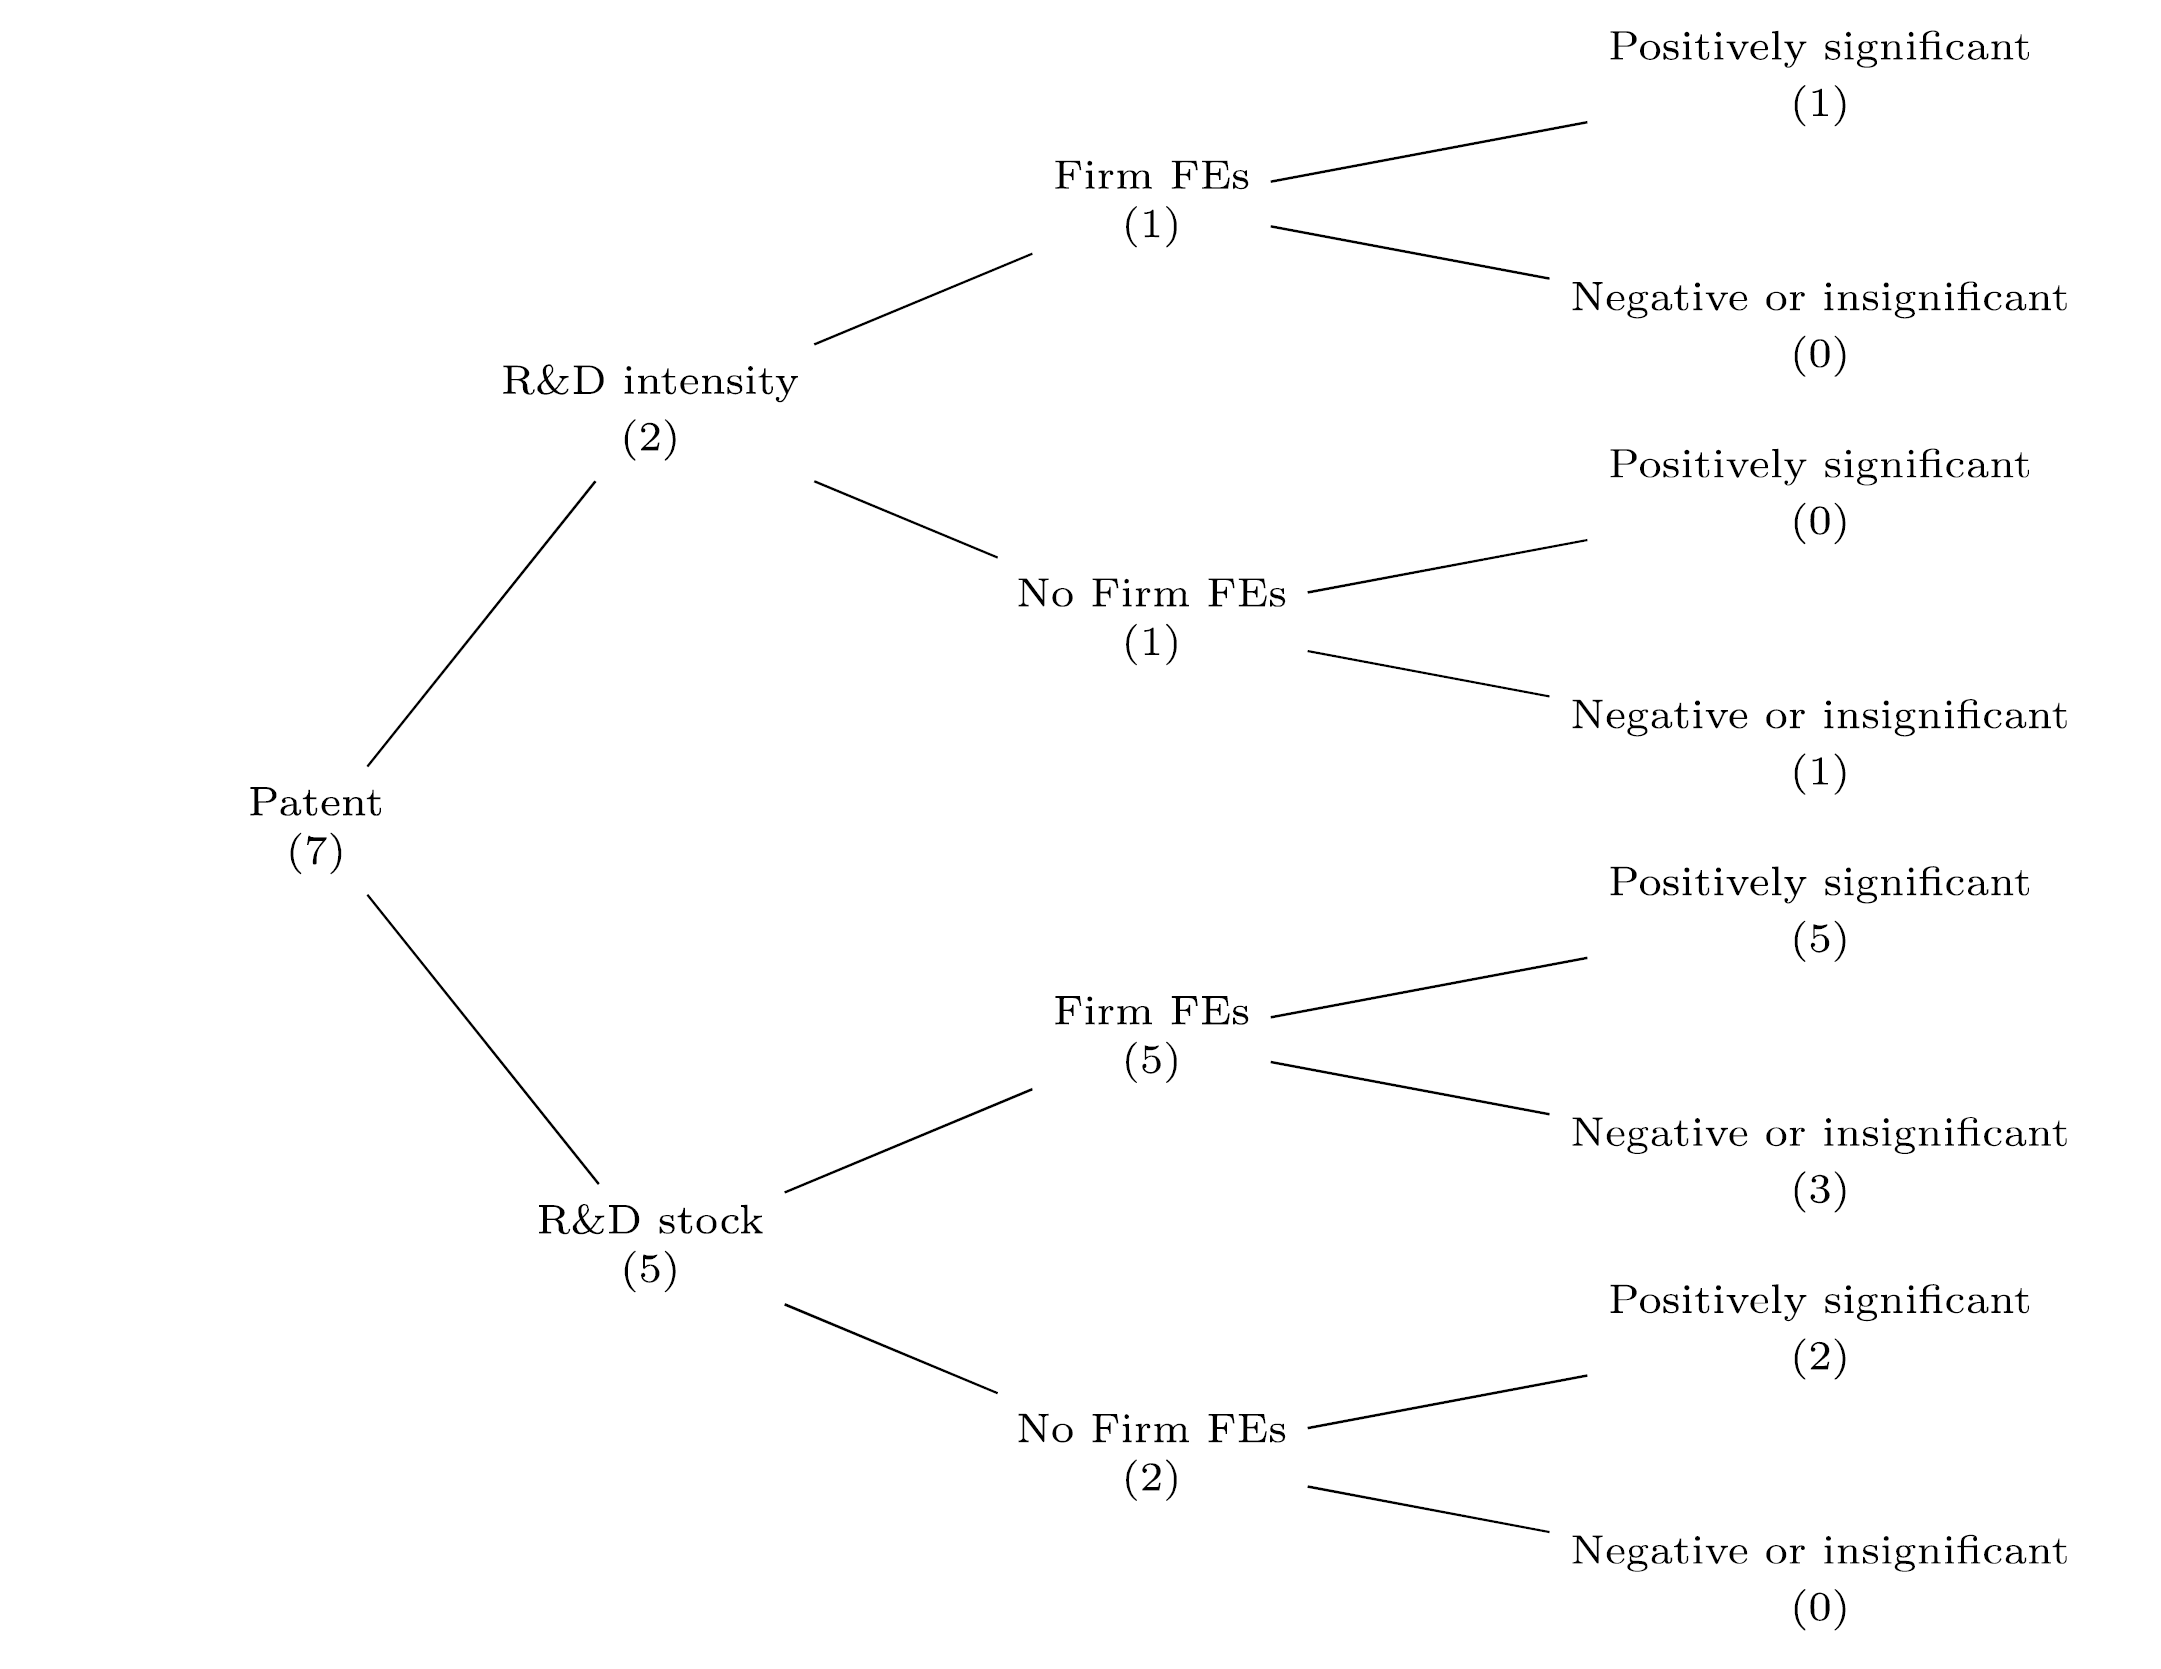 Positively significant
(1)
Firm FEs
(1)
Negative or insignificant
(0)
R&D intensity
(2)
Positively significant
(0)
No Firm FEs
(1)
Negative or insignificant
(1)
Patent
(7)
Positively significant
(5)
Firm FEs
(5)
Negative or insignificant
(3)
R&D stock
(5)
Positively significant
(2)
No Firm FEs
(2)
Negative or insignificant
(0)